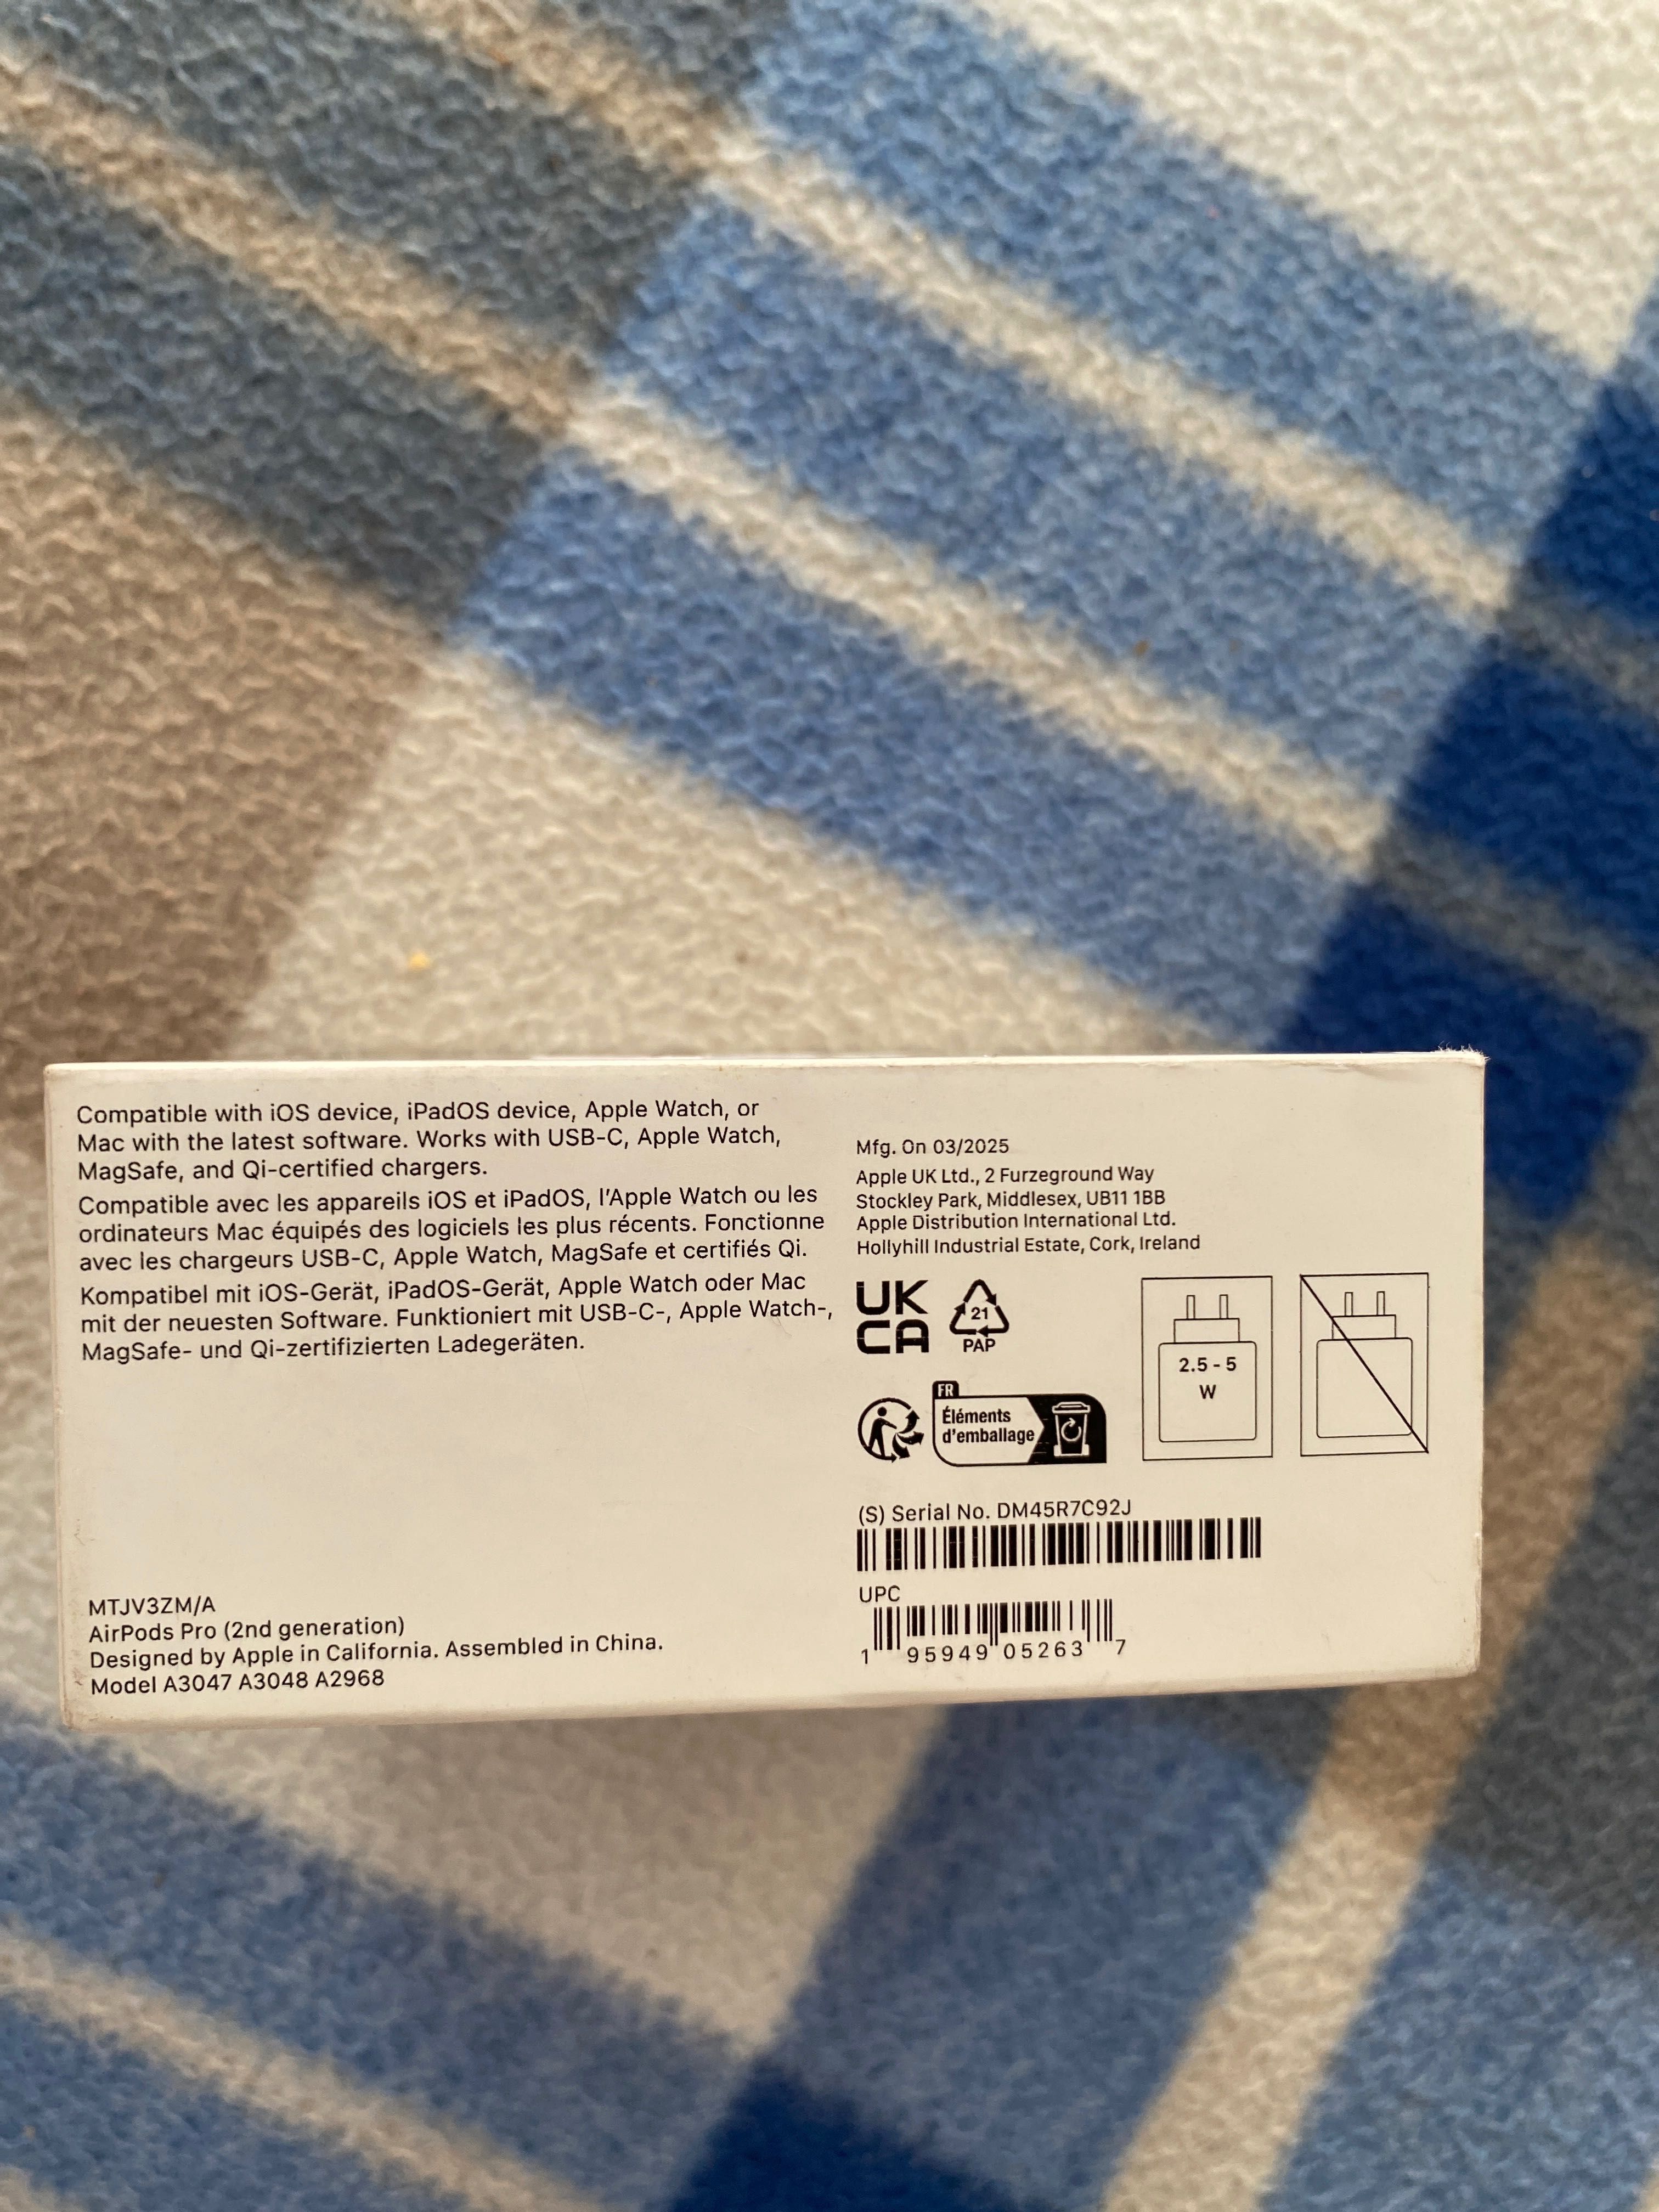 Compatible with iOS device, iPadOS device, Apple Watch, or
Mac with the latest software. Works with USB-C, Apple Watch,
MagSafe, and Qi-certified chargers.
Compatible avec les appareils iOS et iPadOS, l'Apple Watch ou les
ordinateurs Mac équipés des logiciels les plus récents. Fonctionne
avec les chargeurs USB-C, Apple Watch, MagSafe et certifiés Qi.
Kompatibel mit iOS-Gerät, iPadOS-Gerät, Apple Watch oder Mac
mit der neuesten Software. Funktioniert mit USB-C-, Apple Watch-,
MagSafe- und Qi-zertifizierten Ladegeräten.
MTJV3ZM/A
AirPods Pro (2nd generation)
Designed by Apple in California. Assembled in China.
Model A3047 A3048 A2968
Mfg. On 03/2025
Apple UK Ltd., 2 Furzeground Way
Stockley Park, Middlesex, UB11 1BB
Apple Distribution International Ltd.
Hollyhill Industrial Estate, Cork, Ireland
UK
CA
21
PAP
FR
Éléments
d'emballage
2.5 - 5
W
(S) Serial No. DM45R7C92J
UPC
1 95949 05263 7